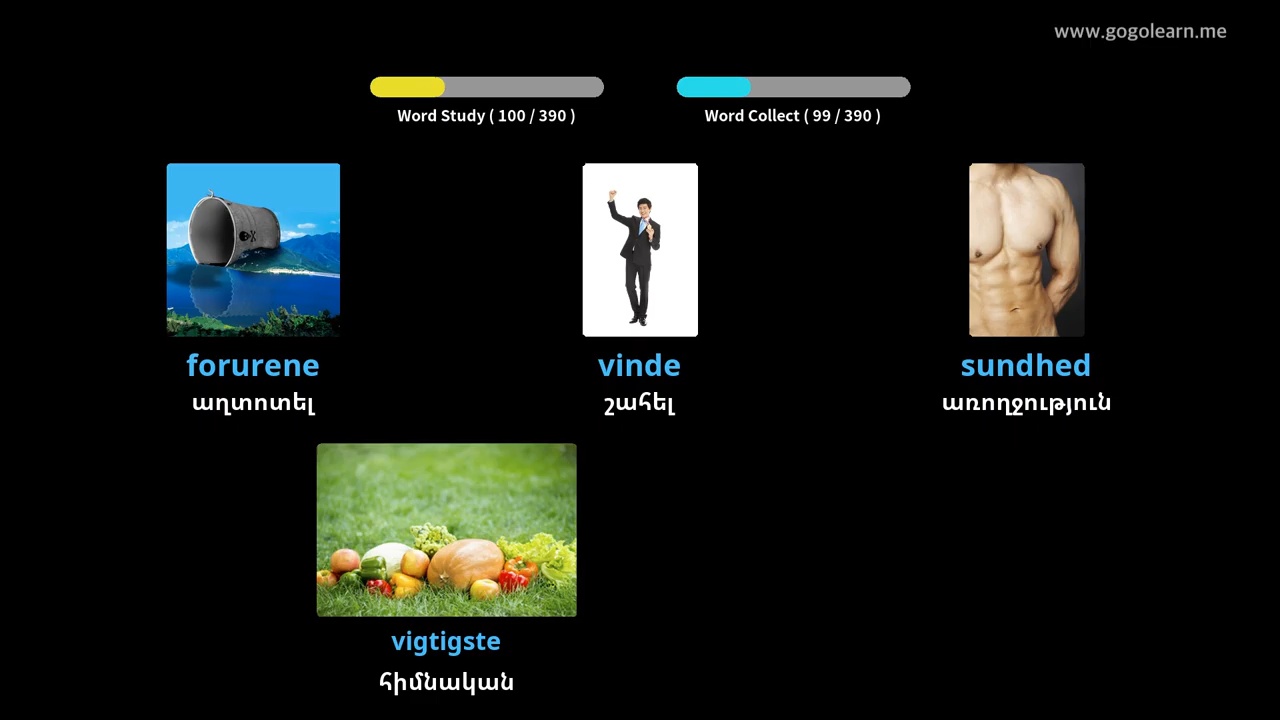 www.gogolearn.me
Word Study ( 100 / 390 )
Word Collect ( 99 / 390 )
forurene
աղտոտել
vinde
շահել
sundhed
առողջություն
vigtigste
հիմնական